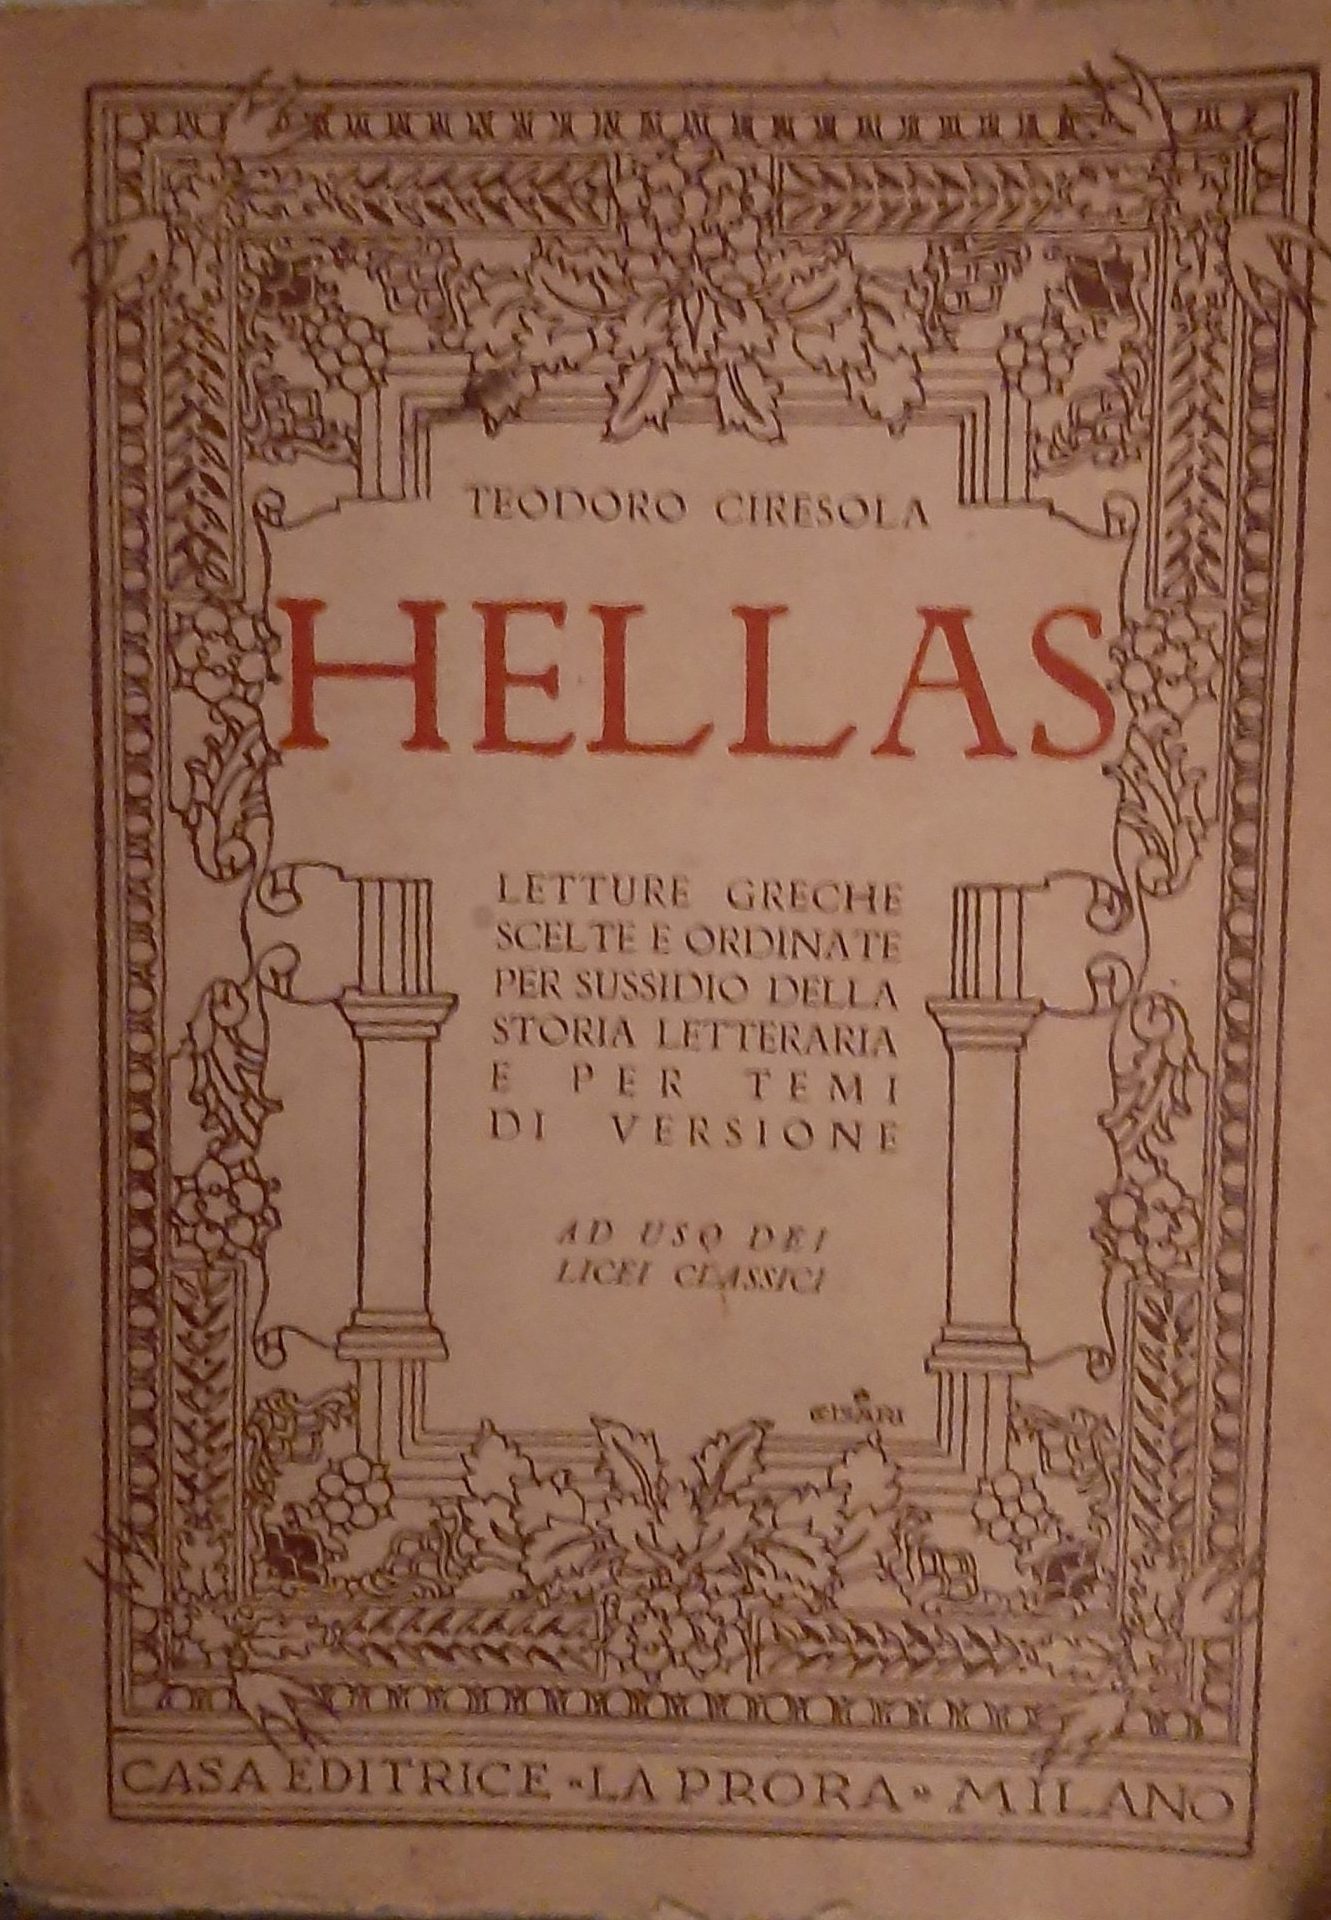 TEODORO CIRESOLA
HELLAS
LETTURE GRECHE
SCELTE E ORDINATE
PER SUSSIDIO DELLA
STORIA LETTERARIA
E PER TEMI
DI VERSIONE
AD USO DEI
LICEI CLASSICI
CISARI
CASA EDITRICE «LA PRORA» MILANO